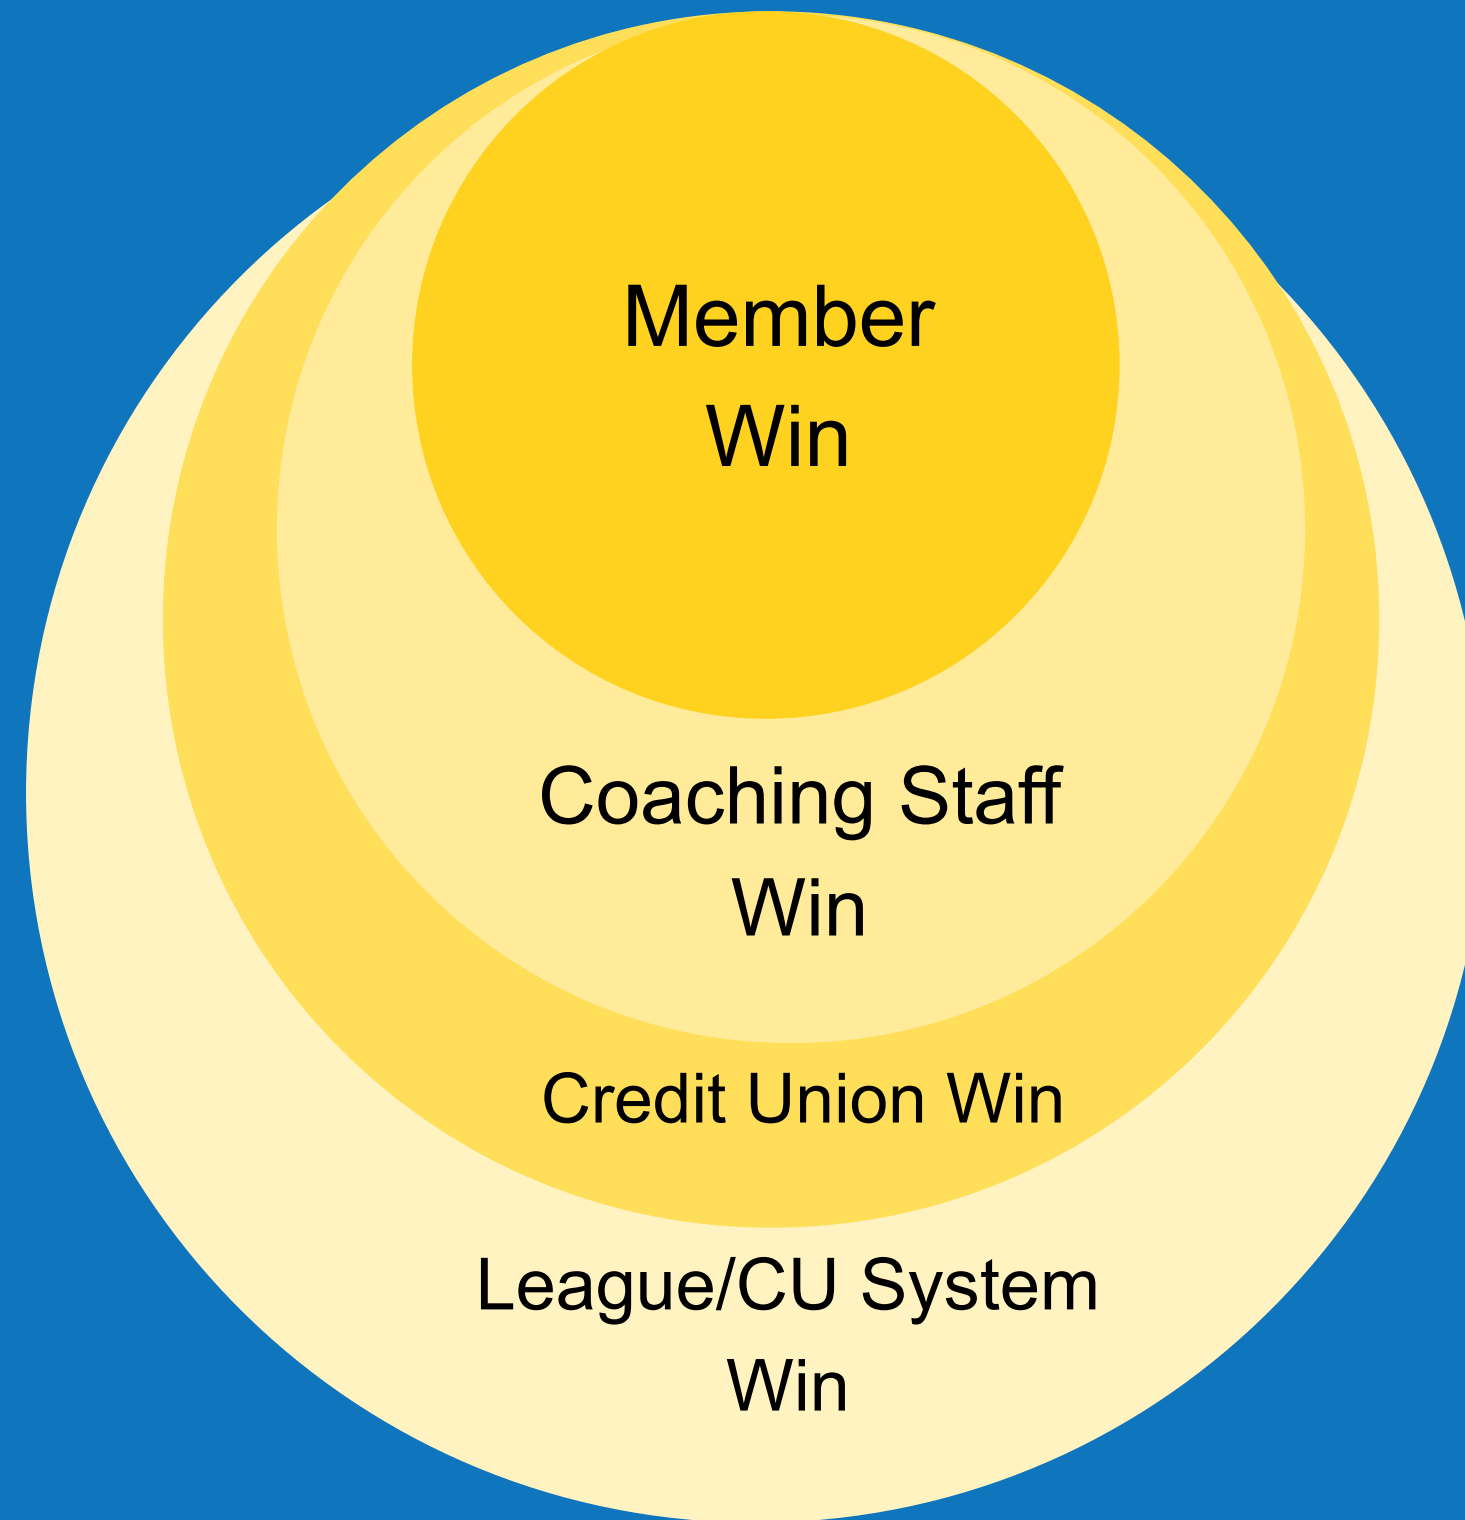 Member
Win
Coaching Staff
Win
Credit Union Win
League/CU System
Win